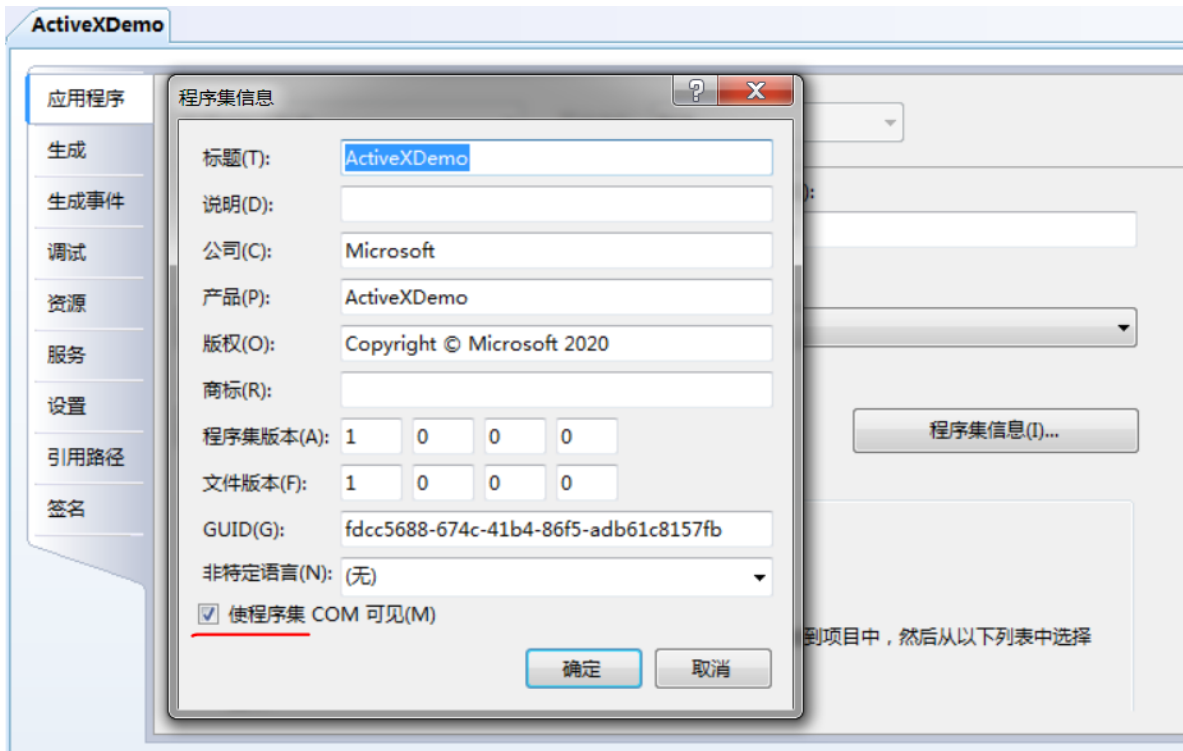 ActiveXDemo
应用程序
生成
生成事件
调试
资源
服务
设置
引用路径
签名
程序集信息
标题(T): ActiveXDemo
说明(D):
公司(C): Microsoft
产品(P): ActiveXDemo
版权(O): Copyright © Microsoft 2020
商标(R):
程序集版本(A): 1 0 0 0
文件版本(F): 1 0 0 0
GUID(G): fdcc5688-674c-41b4-86f5-adb61c8157fb
非特定语言(N): (无)
使程序集 COM 可见(M)
确定 取消
):
程序集信息(I)...
到项目中，然后从以下列表中选择